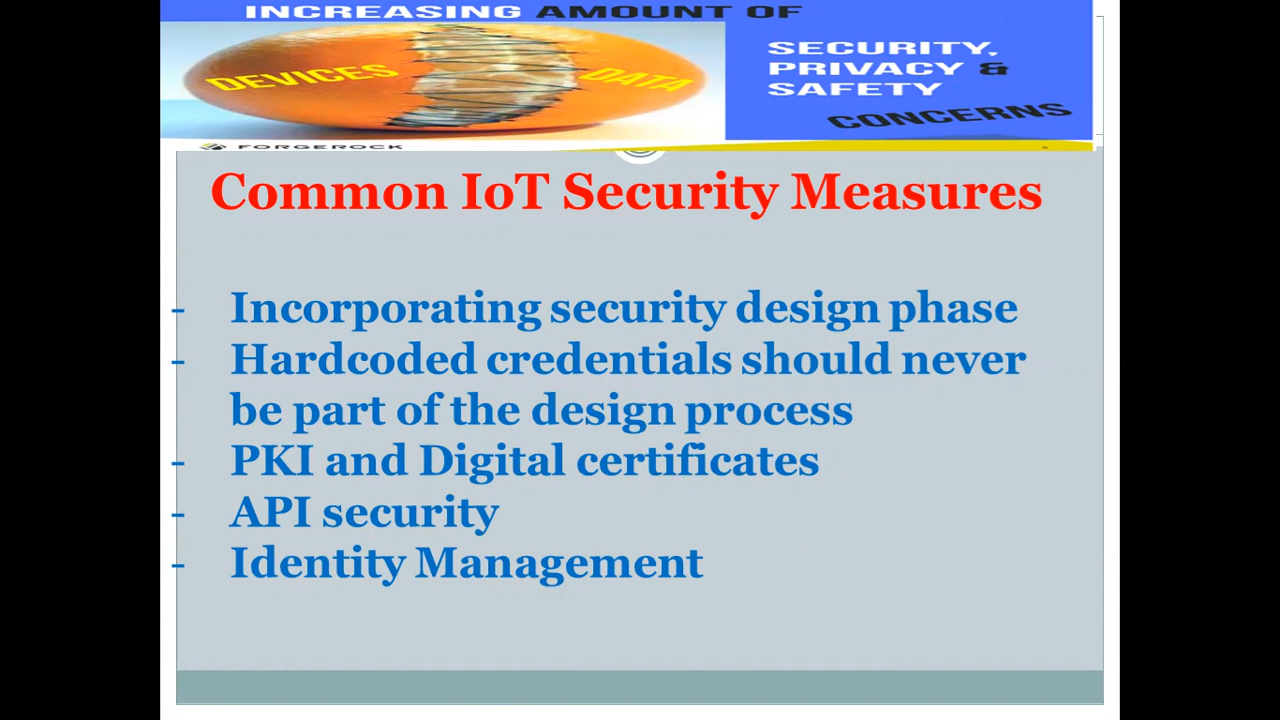 INCREASING AMOUNT OF
DEVICES
DATA
SECURITY,
PRIVACY &
SAFETY
CONCERNS
FORGEROCK
Common IoT Security Measures
- Incorporating security design phase
- Hardcoded credentials should never
be part of the design process
- PKI and Digital certificates
- API security
- Identity Management